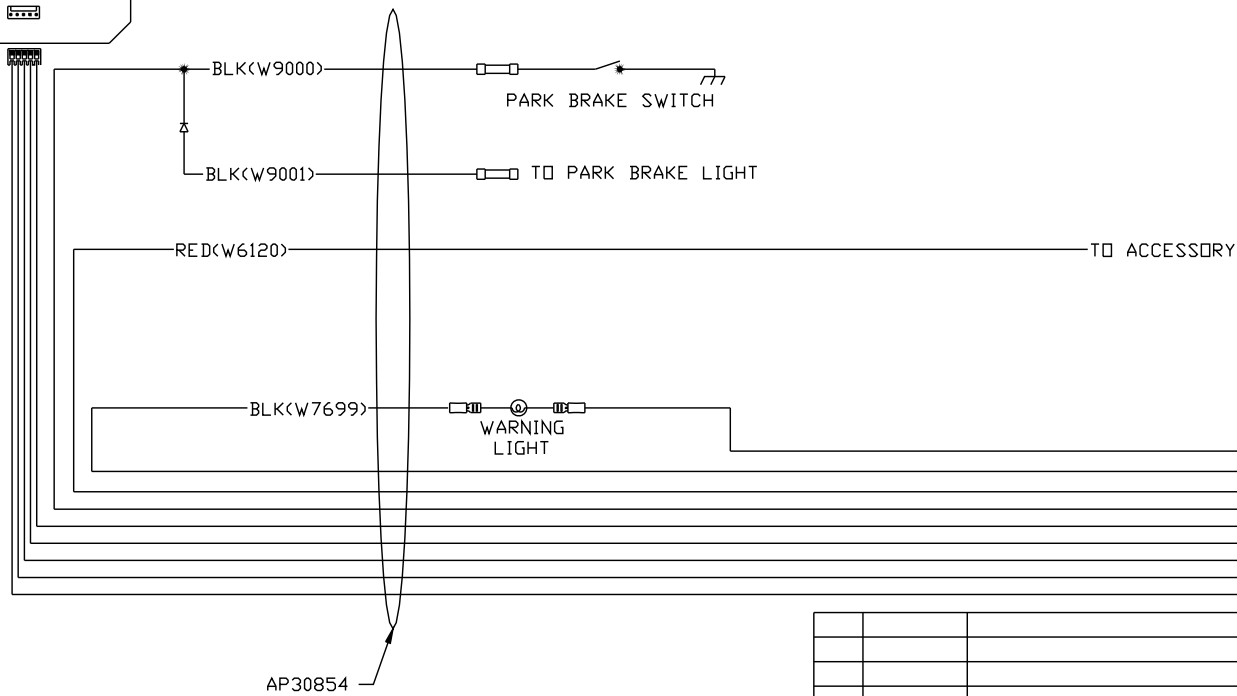 BLK(W9000)
PARK BRAKE SWITCH
BLK(W9001)
TO PARK BRAKE LIGHT
RED(W6120)
TO ACCESSORY
BLK(W7699)
WARNING
LIGHT
AP30854